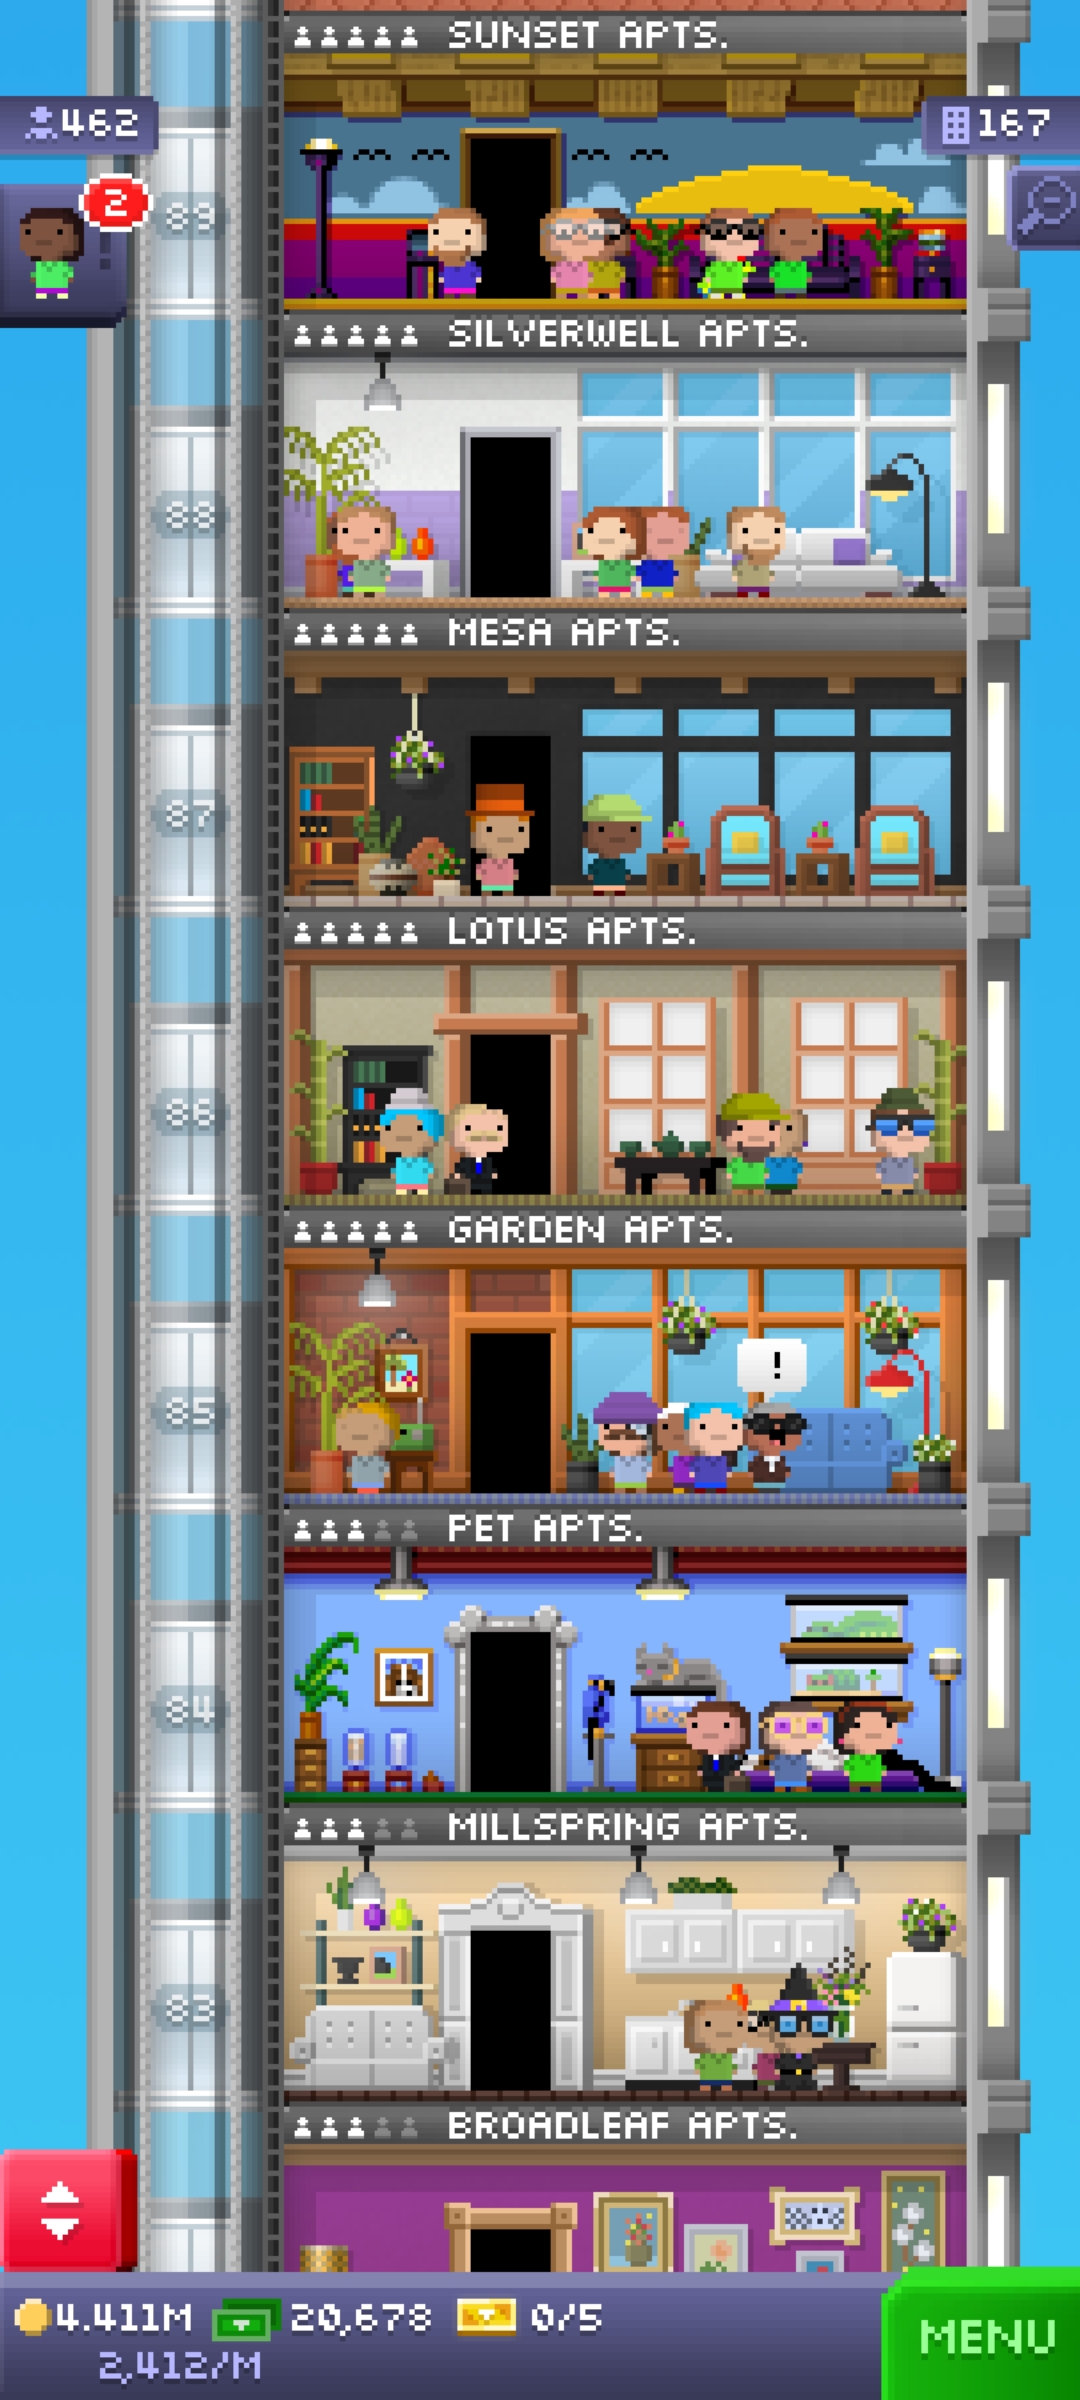 SUNSET APTS.
462
167
2
89
SILVERWELL APTS.
88
MESA APTS.
87
LOTUS APTS.
86
GARDEN APTS.
!
85
PET APTS.
84
MILLSPRING APTS.
83
BROADLEAF APTS.
4.411M 20,678 0/5
2,412/M
MENU